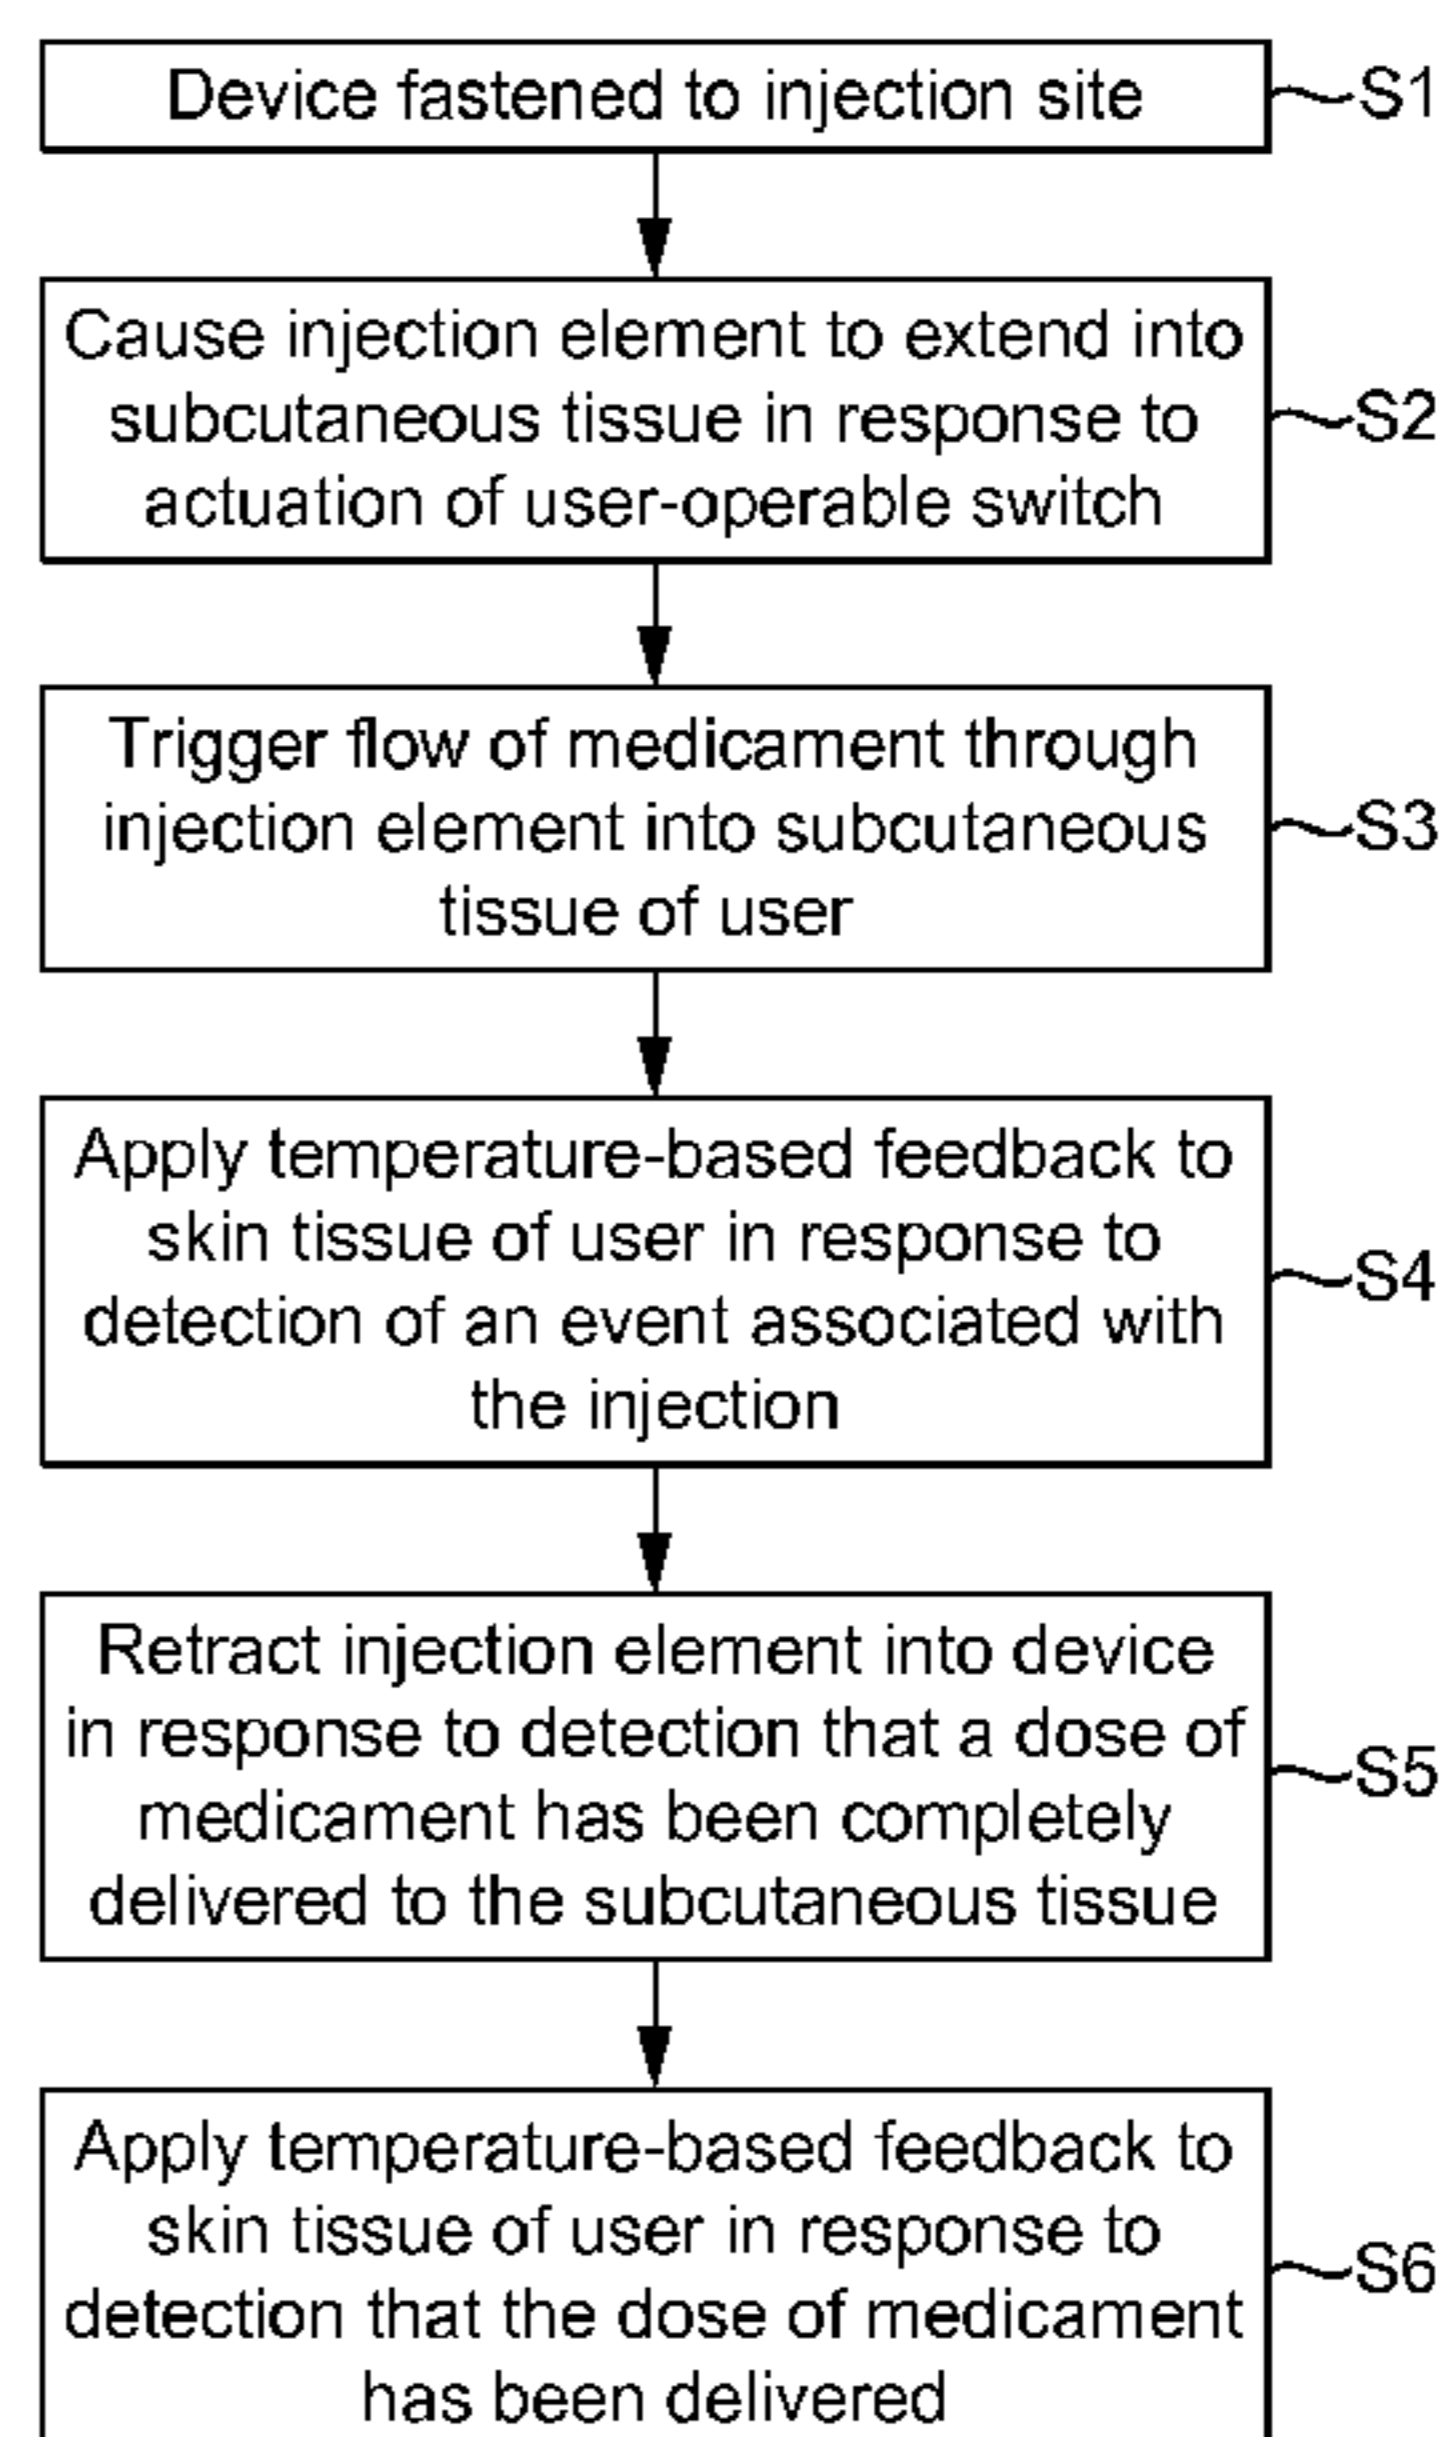 Device fastened to injection site
S1
Cause injection element to extend into
subcutaneous tissue in response to
actuation of user-operable switch
S2
Trigger flow of medicament through
injection element into subcutaneous
tissue of user
S3
Apply temperature-based feedback to
skin tissue of user in response to
detection of an event associated with
the injection
S4
Retract injection element into device
in response to detection that a dose of
medicament has been completely
delivered to the subcutaneous tissue
S5
Apply temperature-based feedback to
skin tissue of user in response to
detection that the dose of medicament
has been delivered
S6